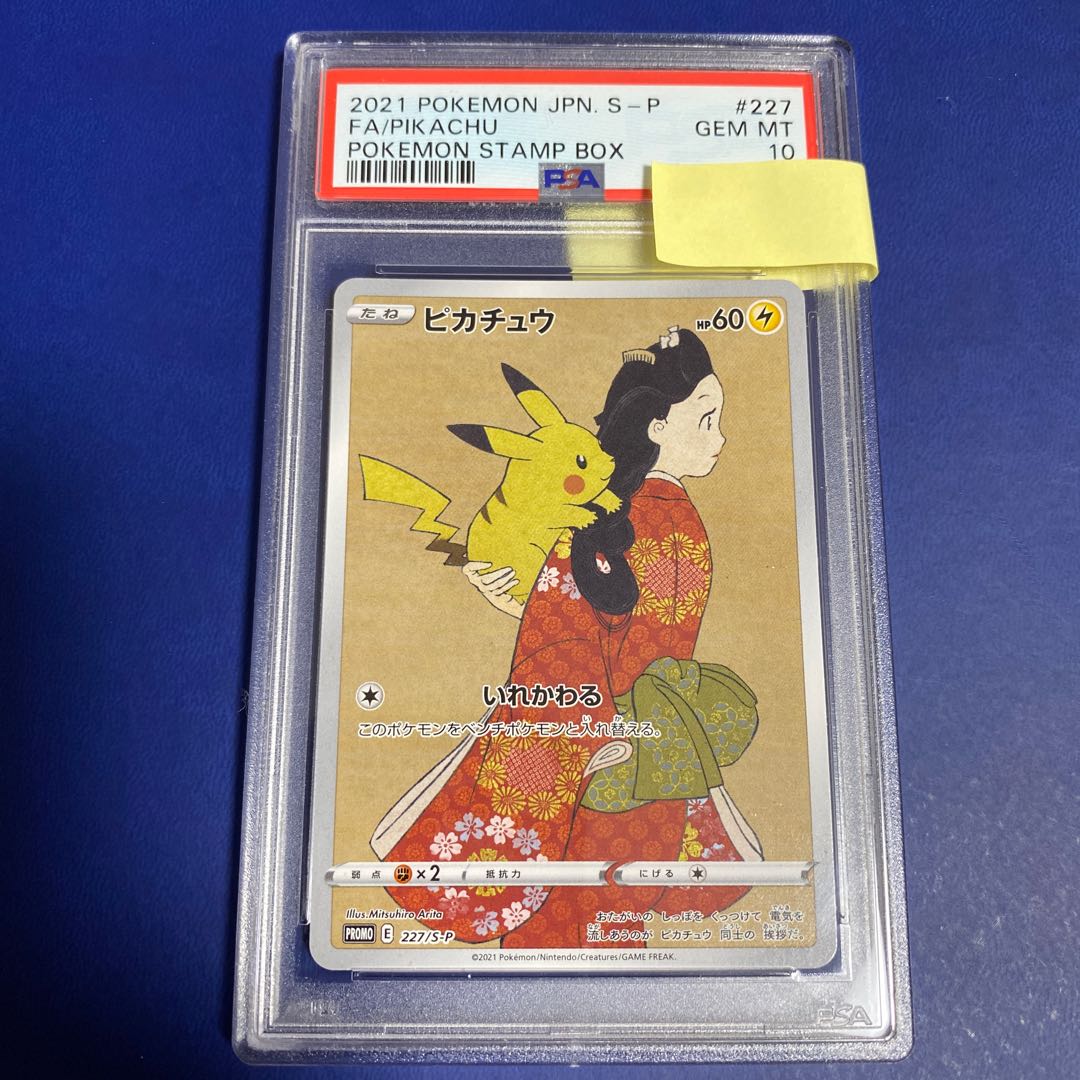 2021 POKEMON JPN. S-P #227
FA/PIKACHU GEM MT
POKEMON STAMP BOX 10
PSA
たね ピカチュウ HP60
いれかわる
このポケモンをベンチポケモンと入れ替える。
弱点 ×2 抵抗力 にげる
Illus.Mitsuhiro Arita
PROMO E 227/S-P
おたがいの しっぽを くっつけて 電気を
流しあうのが ピカチュウ 同士の 挨拶だ。
©2021 Pokémon/Nintendo/Creatures/GAME FREAK.
PSA